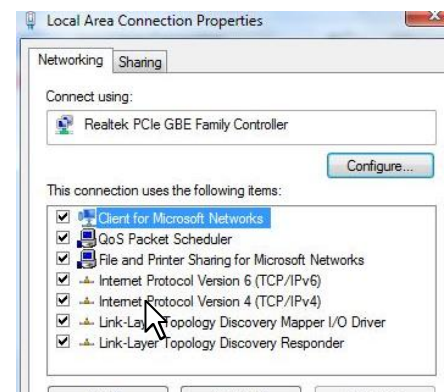 Local Area Connection Properties
Networking Sharing
Connect using:
Realtek PCIe GBE Family Controller
Configure...
This connection uses the following items:
Client for Microsoft Networks
QoS Packet Scheduler
File and Printer Sharing for Microsoft Networks
Internet Protocol Version 6 (TCP/IPv6)
Internet Protocol Version 4 (TCP/IPv4)
Link-Layer Topology Discovery Mapper I/O Driver
Link-Layer Topology Discovery Responder